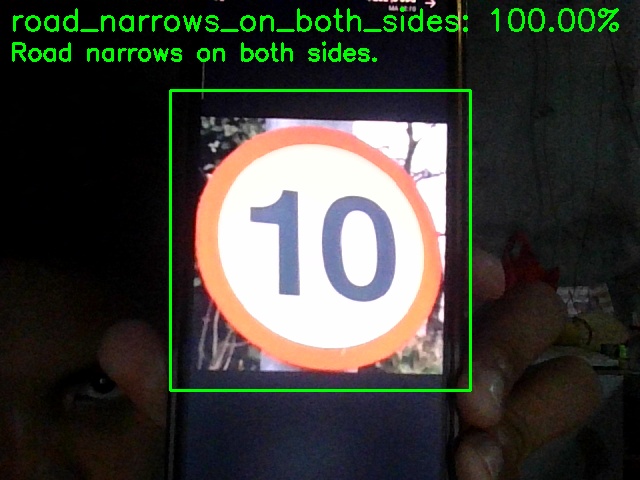 road_narrows_on_both_sides: 100.00%
Road narrows on both sides.
10